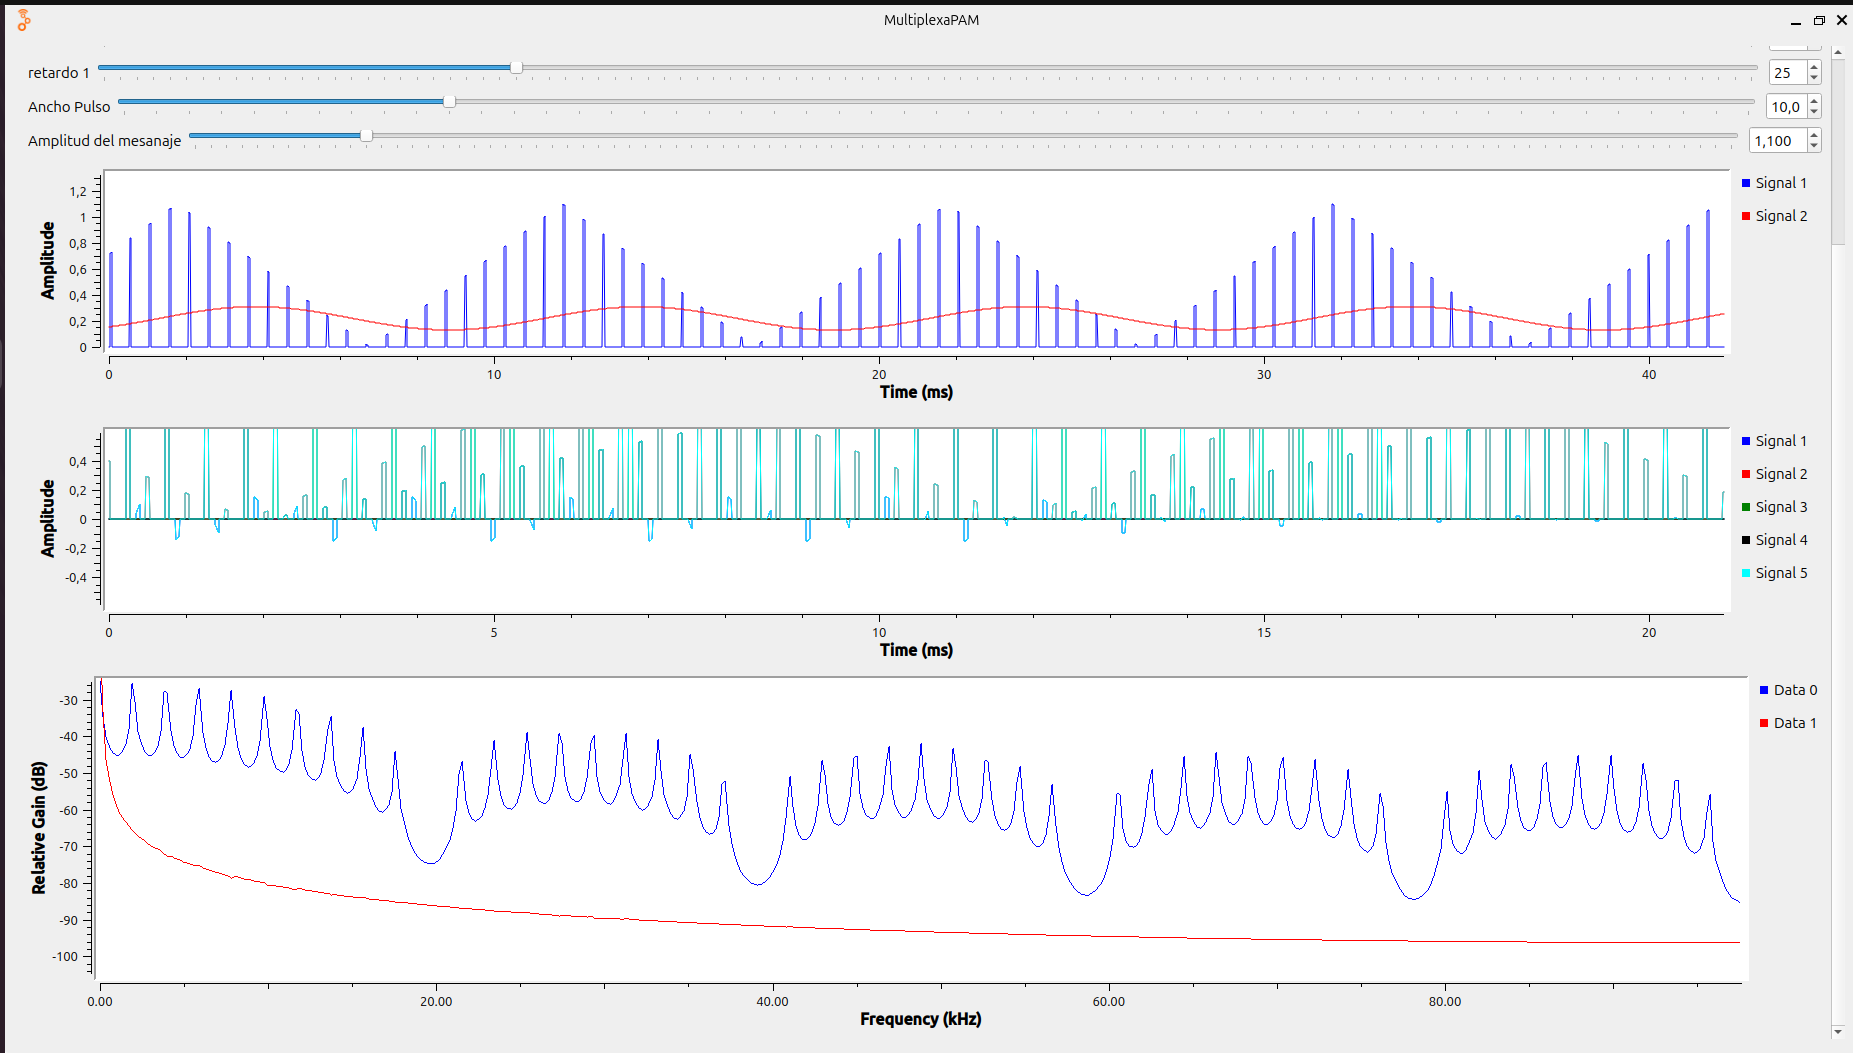 MultiplexaPAM
retardo 1
25
Ancho Pulso
10,0
Amplitud del mesanaje
1,100
Amplitude
1,2
1
0,8
0,6
0,4
0,2
0
Signal 1
Signal 2
0 10 20 30 40
Time (ms)
Amplitude
0,4
0,2
0
-0,2
-0,4
Signal 1
Signal 2
Signal 3
Signal 4
Signal 5
0 5 10 15 20
Time (ms)
Relative Gain (dB)
-30
-40
-50
-60
-70
-80
-90
-100
Data 0
Data 1
0.00 20.00 40.00 60.00 80.00
Frequency (kHz)